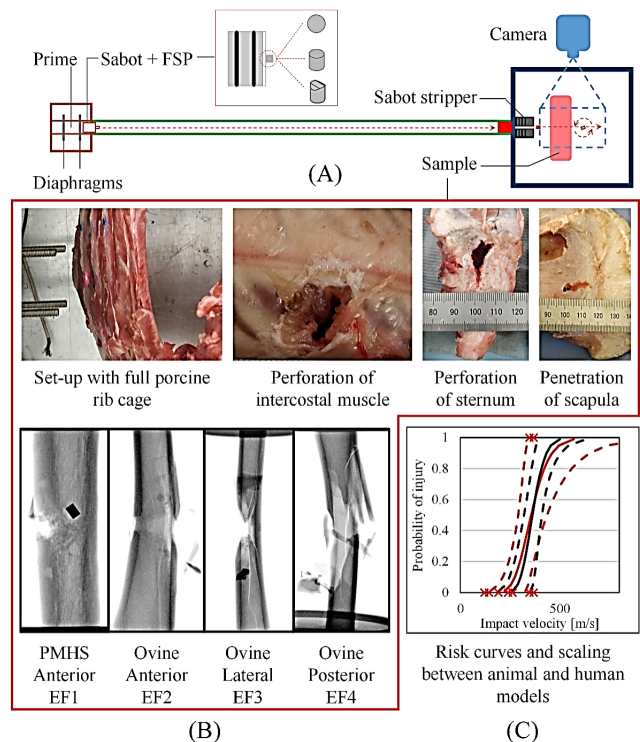 Prime
Sabot + FSP
Camera
Sabot stripper
Diaphragms
(A)
Sample
80 90 100 110 120
90 100 110 120 130 140
Set-up with full porcine
rib cage
Perforation of
intercostal muscle
Perforation
of sternum
Penetration
of scapula
PMHS
Anterior
EF1
Ovine
Anterior
EF2
Ovine
Lateral
EF3
Ovine
Posterior
EF4
Probability of injury
1
0.8
0.6
0.4
0.2
0
0 500
Impact velocity [m/s]
Risk curves and scaling
between animal and human
models
(B)
(C)